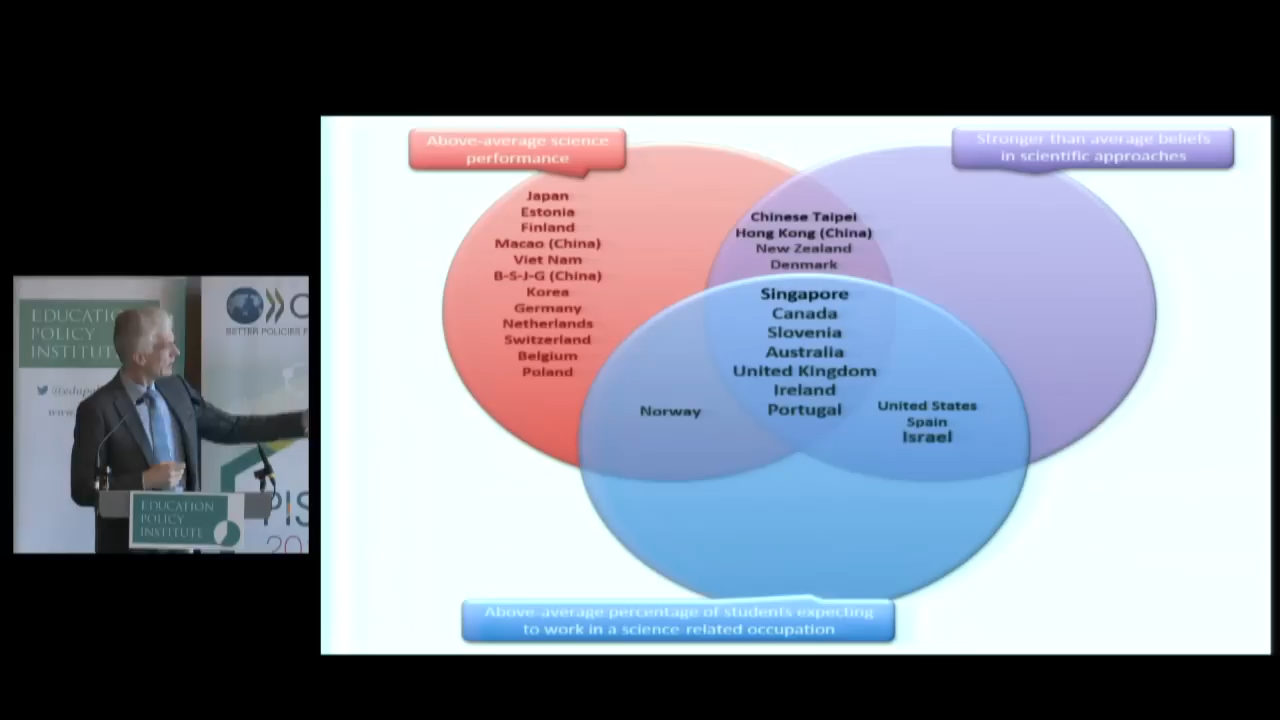 EDUCATION
POLICY
INSTITUTE
BETTER POLICIES F
EDUCATION
POLICY
INSTITUTE
PIS
20
Above-average science
performance
Stronger than average beliefs
in scientific approaches
Japan
Estonia
Finland
Macao (China)
Viet Nam
B-S-J-G (China)
Korea
Germany
Netherlands
Switzerland
Belgium
Poland
Chinese Taipei
Hong Kong (China)
New Zealand
Denmark
Singapore
Canada
Slovenia
Australia
United Kingdom
Ireland
Portugal
Norway
United States
Spain
Israel
Above-average percentage of students expecting
to work in a science-related occupation